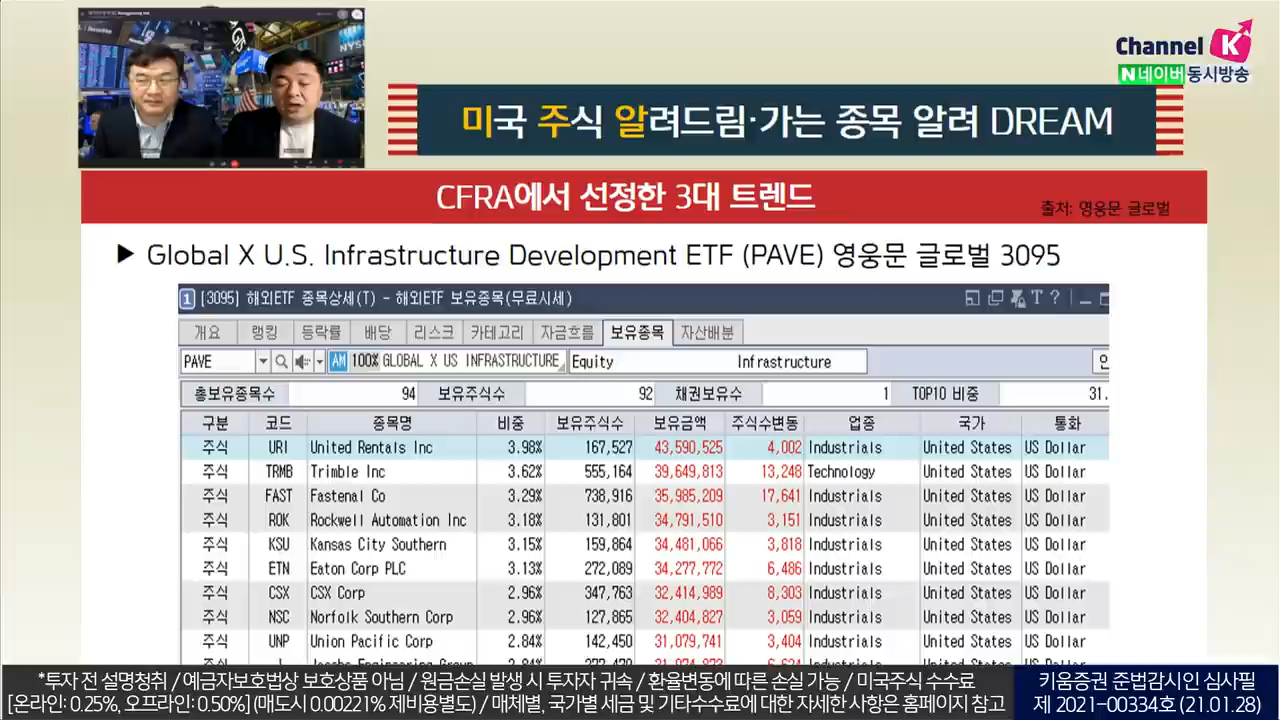 NYSE
Channel K
N 네이버 동시방송
미국 주식 알려드림·가는 종목 알려 DREAM
CFRA에서 선정한 3대 트렌드
출처: 영웅문 글로벌
▶ Global X U.S. Infrastructure Development ETF (PAVE) 영웅문 글로벌 3095
1 [3095] 해외ETF 종목상세(T) - 해외ETF 보유종목(무료시세)
개요 랭킹 등락률 배당 리스크 카테고리 자금흐름 보유종목 자산배분
PAVE AM 100% GLOBAL X US INFRASTRUCTURE Equity Infrastructure
총보유종목수 94 보유주식수 92 채권보유수 1 TOP10 비중 31.
구분 코드 종목명 비중 보유주식수 보유금액 주식수변동 업종 국가 통화
주식 URI United Rentals Inc 3.98% 167,527 43,590,525 4,002 Industrials United States US Dollar
주식 TRMB Trimble Inc 3.62% 555,164 39,649,813 13,248 Technology United States US Dollar
주식 FAST Fastenal Co 3.29% 738,916 35,985,209 17,641 Industrials United States US Dollar
주식 ROK Rockwell Automation Inc 3.18% 131,801 34,791,510 3,151 Industrials United States US Dollar
주식 KSU Kansas City Southern 3.15% 159,864 34,481,066 3,818 Industrials United States US Dollar
주식 ETN Eaton Corp PLC 3.13% 272,089 34,277,772 6,486 Industrials United States US Dollar
주식 CSX CSX Corp 2.96% 347,763 32,414,989 8,303 Industrials United States US Dollar
주식 NSC Norfolk Southern Corp 2.96% 127,865 32,404,827 3,059 Industrials United States US Dollar
주식 UNP Union Pacific Corp 2.84% 142,450 31,079,741 3,404 Industrials United States US Dollar
*투자 전 설명청취 / 예금자보호법상 보호상품 아님 / 원금손실 발생 시 투자자 귀속 / 환율변동에 따른 손실 가능 / 미국주식 수수료
[온라인: 0.25%, 오프라인: 0.50%] (매도시 0.00221% 제비용별도) / 매체별, 국가별 세금 및 기타수수료에 대한 자세한 사항은 홈페이지 참고
키움증권 준법감시인 심사필
제 2021-00334호 (21.01.28)